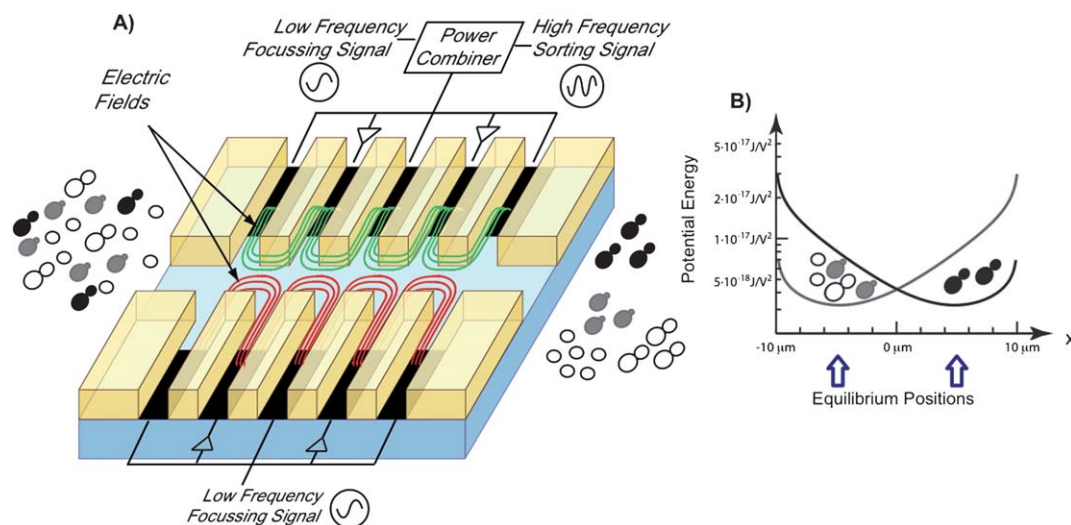 A)
Low Frequency
Focussing Signal
Power
Combiner
High Frequency
Sorting Signal
Electric
Fields
Low Frequency
Focussing Signal
B)
Potential Energy
5·10⁻¹⁷J/V²
2·10⁻¹⁷J/V²
1·10⁻¹⁷J/V²
5·10⁻¹⁸J/V²
-10 µm
0 µm
10 µm
x
Equilibrium Positions